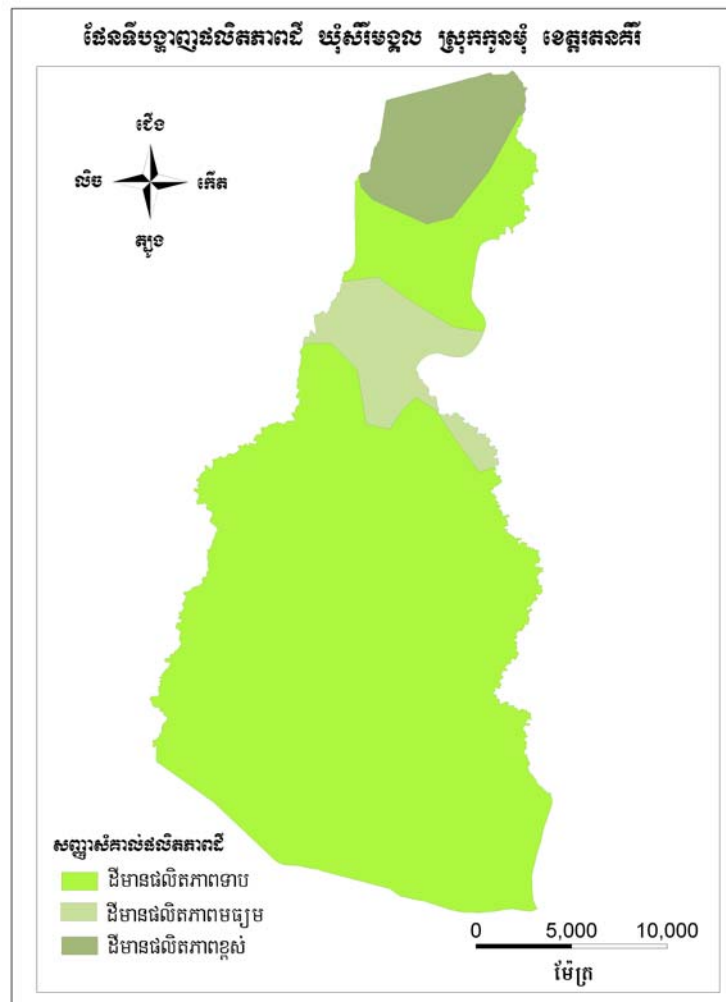 ផែនទីបង្ហាញផលិតភាពដី ឃុំសិរីមង្គល ស្រុកកូនមុំ ខេត្តរតនគីរី
ជើង
លិច
កើត
ត្បូង
សញ្ញាសំគាល់ផលិតភាពដី
ដីមានផលិតភាពទាប
ដីមានផលិតភាពមធ្យម
ដីមានផលិតភាពខ្ពស់
0 5,000 10,000
ម៉ែត្រ